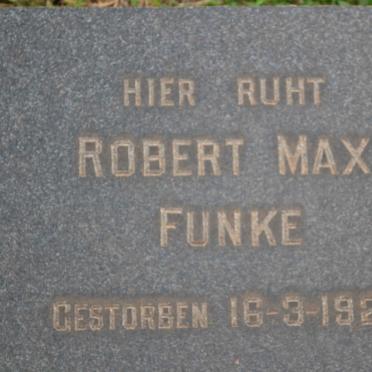 HIER RUHT
ROBERT MAX
FUNKE
GESTORBEN 16-3-192